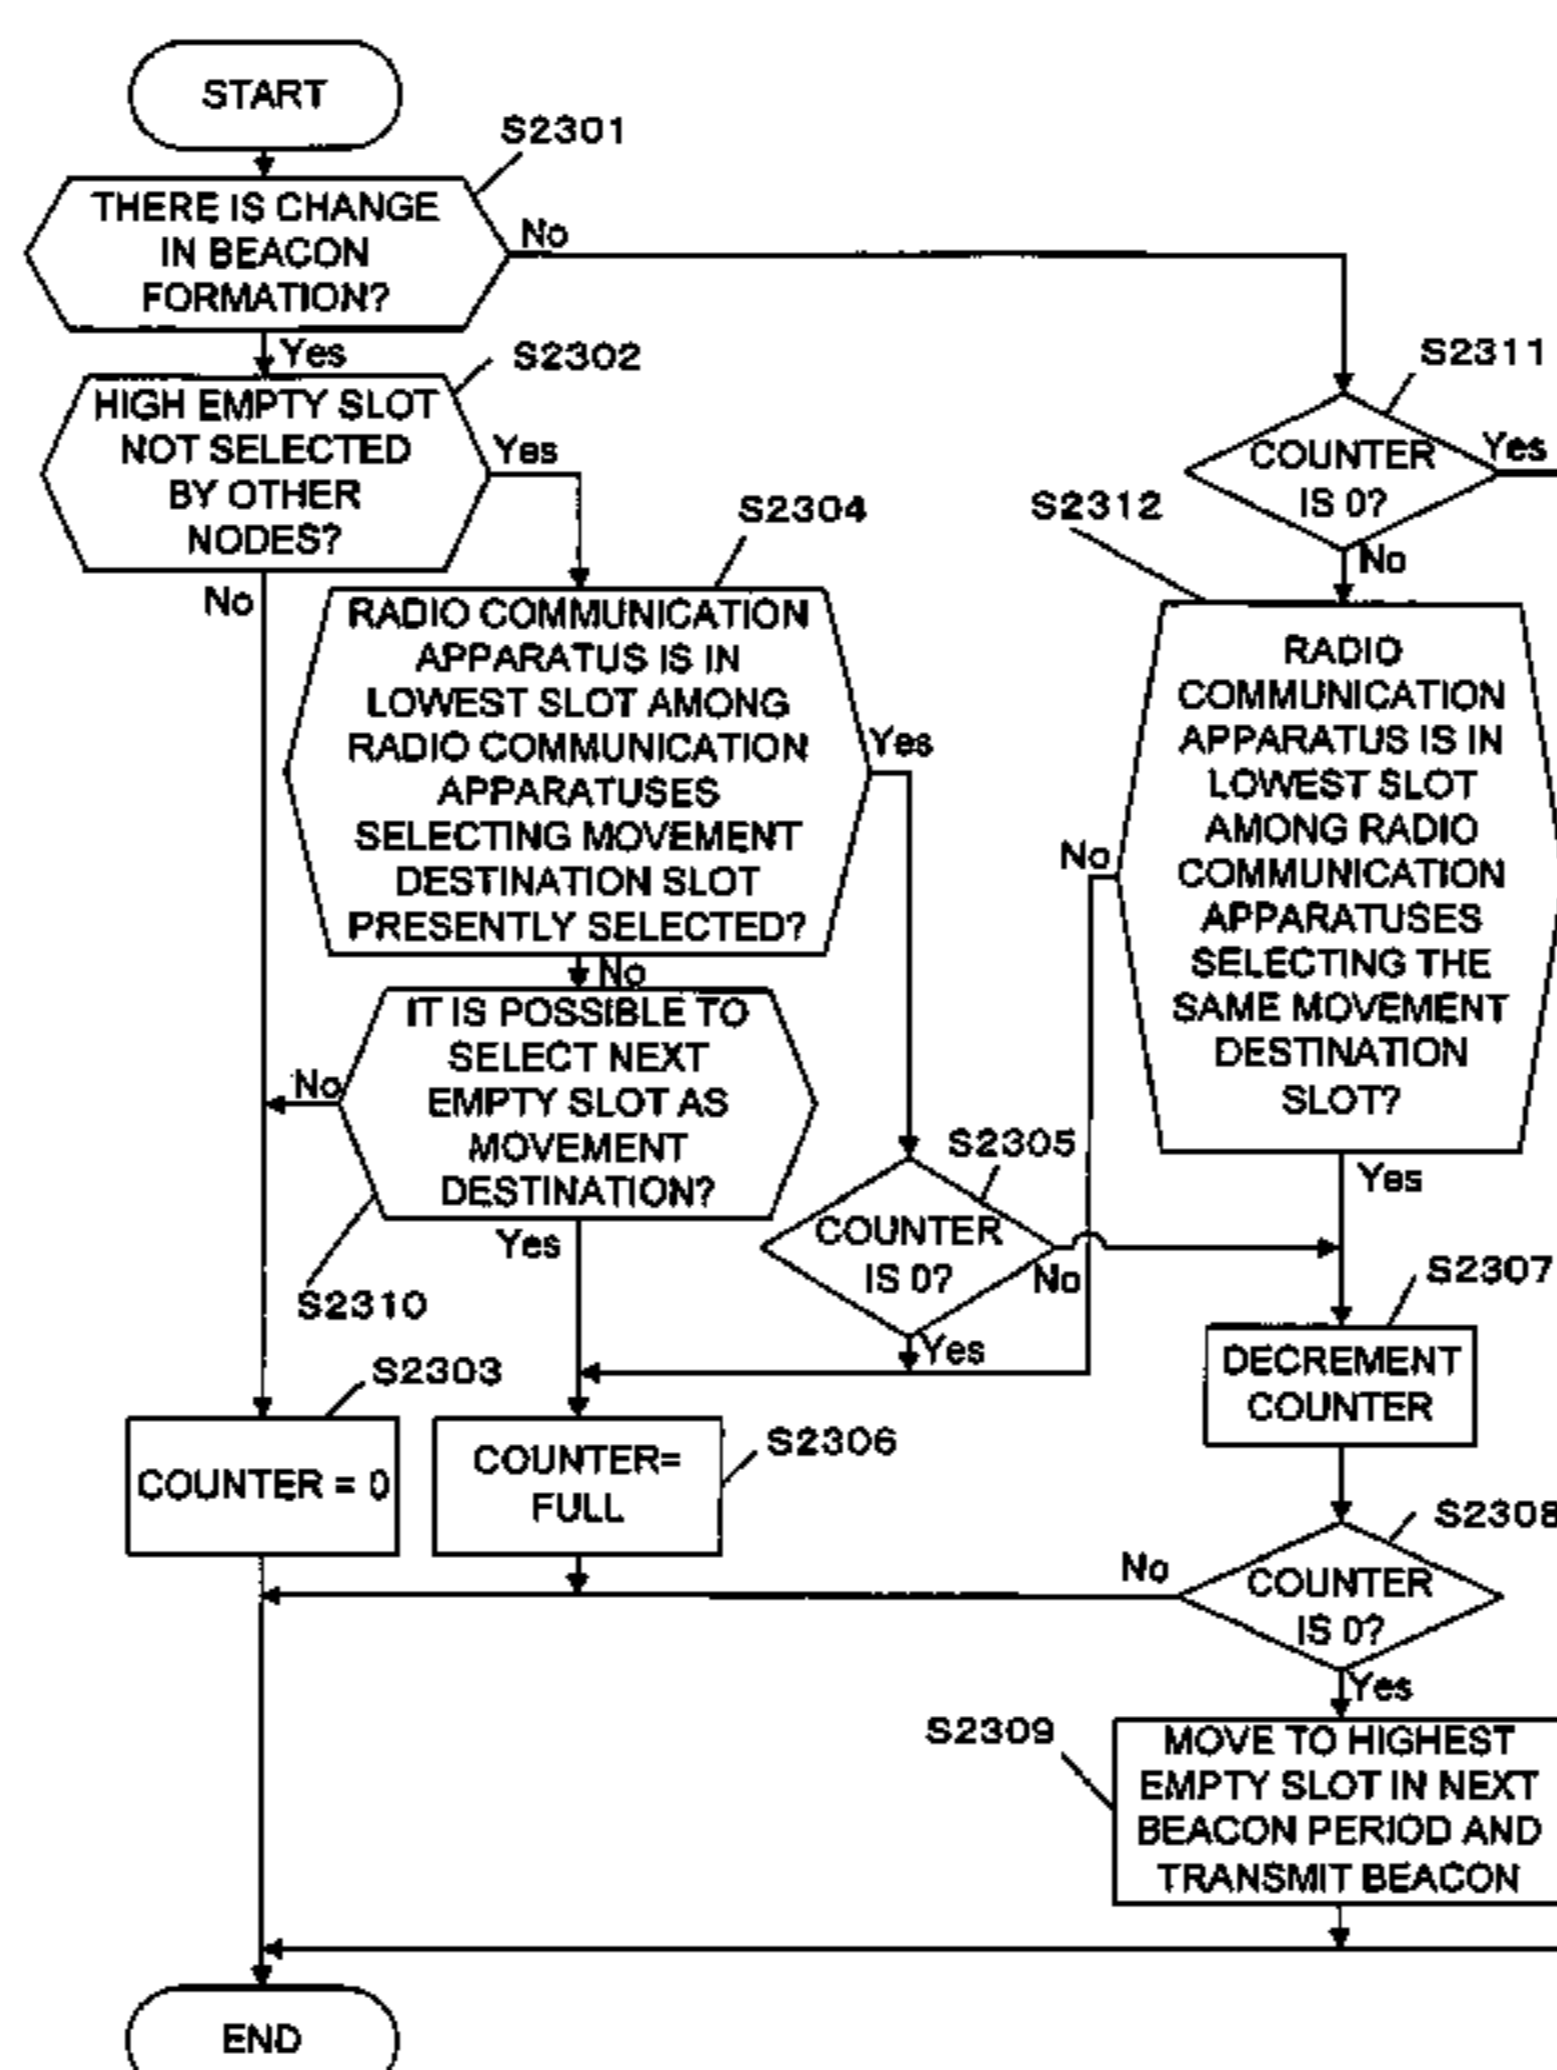 START
S2301
THERE IS CHANGE
IN BEACON
FORMATION?
No
Yes
S2302
HIGH EMPTY SLOT
NOT SELECTED
BY OTHER
NODES?
Yes
No
S2311
COUNTER
IS 0?
Yes
No
S2304
RADIO COMMUNICATION
APPARATUS IS IN
LOWEST SLOT AMONG
RADIO COMMUNICATION
APPARATUSES
SELECTING MOVEMENT
DESTINATION SLOT
PRESENTLY SELECTED?
Yes
No
S2312
RADIO
COMMUNICATION
APPARATUS IS IN
LOWEST SLOT
AMONG RADIO
COMMUNICATION
APPARATUSES
SELECTING THE
SAME MOVEMENT
DESTINATION
SLOT?
No
Yes
IT IS POSSIBLE TO
SELECT NEXT
EMPTY SLOT AS
MOVEMENT
DESTINATION?
No
Yes
S2310
S2305
COUNTER
IS 0?
No
Yes
S2307
DECREMENT
COUNTER
S2303
COUNTER = 0
S2306
COUNTER=
FULL
S2308
COUNTER
IS 0?
No
Yes
S2309
MOVE TO HIGHEST
EMPTY SLOT IN NEXT
BEACON PERIOD AND
TRANSMIT BEACON
END